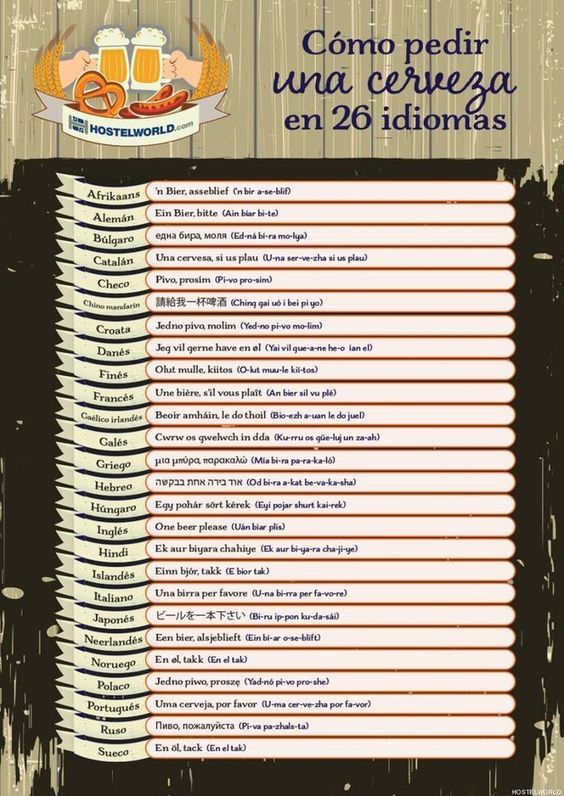 Cómo pedir
una cerveza
en 26 idiomas
HOSTELWORLD.com
Afrikaans 'n Bier, asseblief ('n bir a-se-blif)
Alemán Ein Bier, bitte (Ain biar bi-te)
Búlgaro една бира, моля (Ed-ná bí-ra mo-lya)
Catalán Una cervesa, si us plau (U-na ser-ve-zha si us plau)
Checo Pivo, prosím (Pi-vo pro-sim)
Chino mandarín 請給我一杯啤酒 (Ching gai uó i bei pi yo)
Croata Jedno pivo, molim (Yed-no pi-vo mo-lim)
Danés Jeg vil gerne have en øl (Yai vil gue-a-ne he-o ian el)
Finés Olut mulle, kiitos (O-lut muu-le kii-tos)
Francés Une bière, s'il vous plaît (An bier sil vu plé)
Gaélico irlandés Beoir amháin, le do thoil (Bio-ezh a-uan le do juel)
Galés Cwrw os gwelwch in dda (Ku-rru os güe-luj un za-ah)
Griego μια μπύρα, παρακαλώ (Mía bi-ra pa-ra-ka-ló)
Hebreo אוד בירה אחת בבקשה (Od bi-ra a-kat be-va-ka-sha)
Húngaro Egy pohár sört kérek (Eyi pojar shurt kai-rek)
Inglés One beer please (Uán biar plis)
Hindi Ek aur biyara chahiye (Ek aur bi-ya-ra cha-ji-ye)
Islandés Einn bjór, takk (E bior tak)
Italiano Una birra per favore (U-na bi-rra per fa-vo-re)
Japonés ビールを一本下さい (Bi-ru ip-pon ku-da-sái)
Neerlandés Een bier, alsjeblieft (Ein bi-ar o-se-blift)
Noruego En øl, takk (En el tak)
Polaco Jedno piwo, proszę (Yad-nó pi-vo pro-she)
Portugués Uma cerveja, por favor (U-ma cer-ve-zha por fa-vor)
Ruso Пиво, пожалуйста (Pi-va pa-zhals-ta)
Sueco En öl, tack (En el tak)
HOSTELWORLD